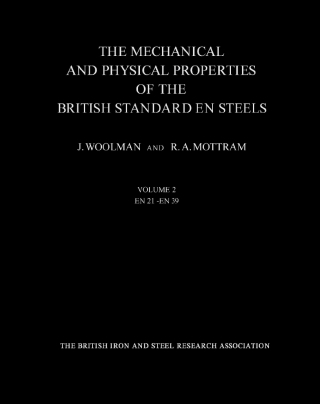 THE MECHANICAL
AND PHYSICAL PROPERTIES
OF THE
BRITISH STANDARD EN STEELS
J. WOOLMAN AND R. A. MOTTRAM
VOLUME 2
EN 21 -EN 39
THE BRITISH IRON AND STEEL RESEARCH ASSOCIATION